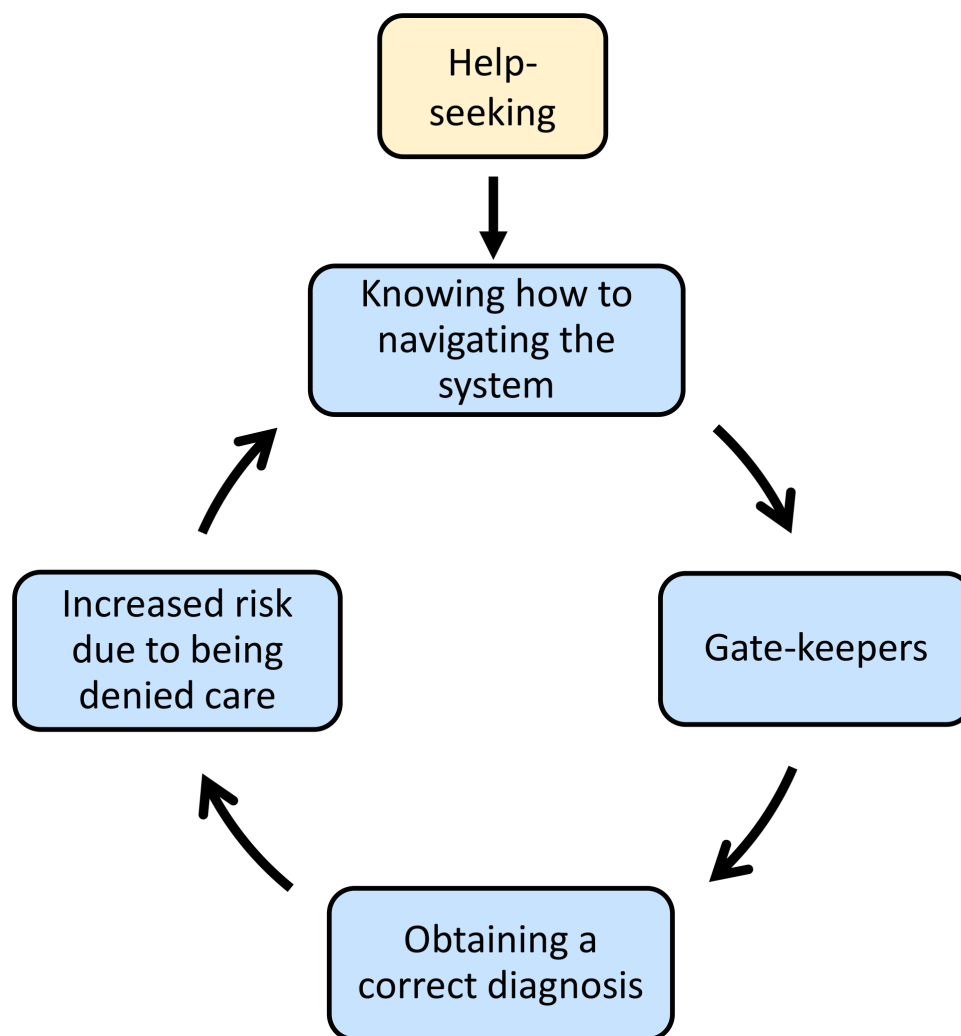 Help-
seeking
Knowing how to
navigating the
system
Gate-keepers
Obtaining a
correct diagnosis
Increased risk
due to being
denied care